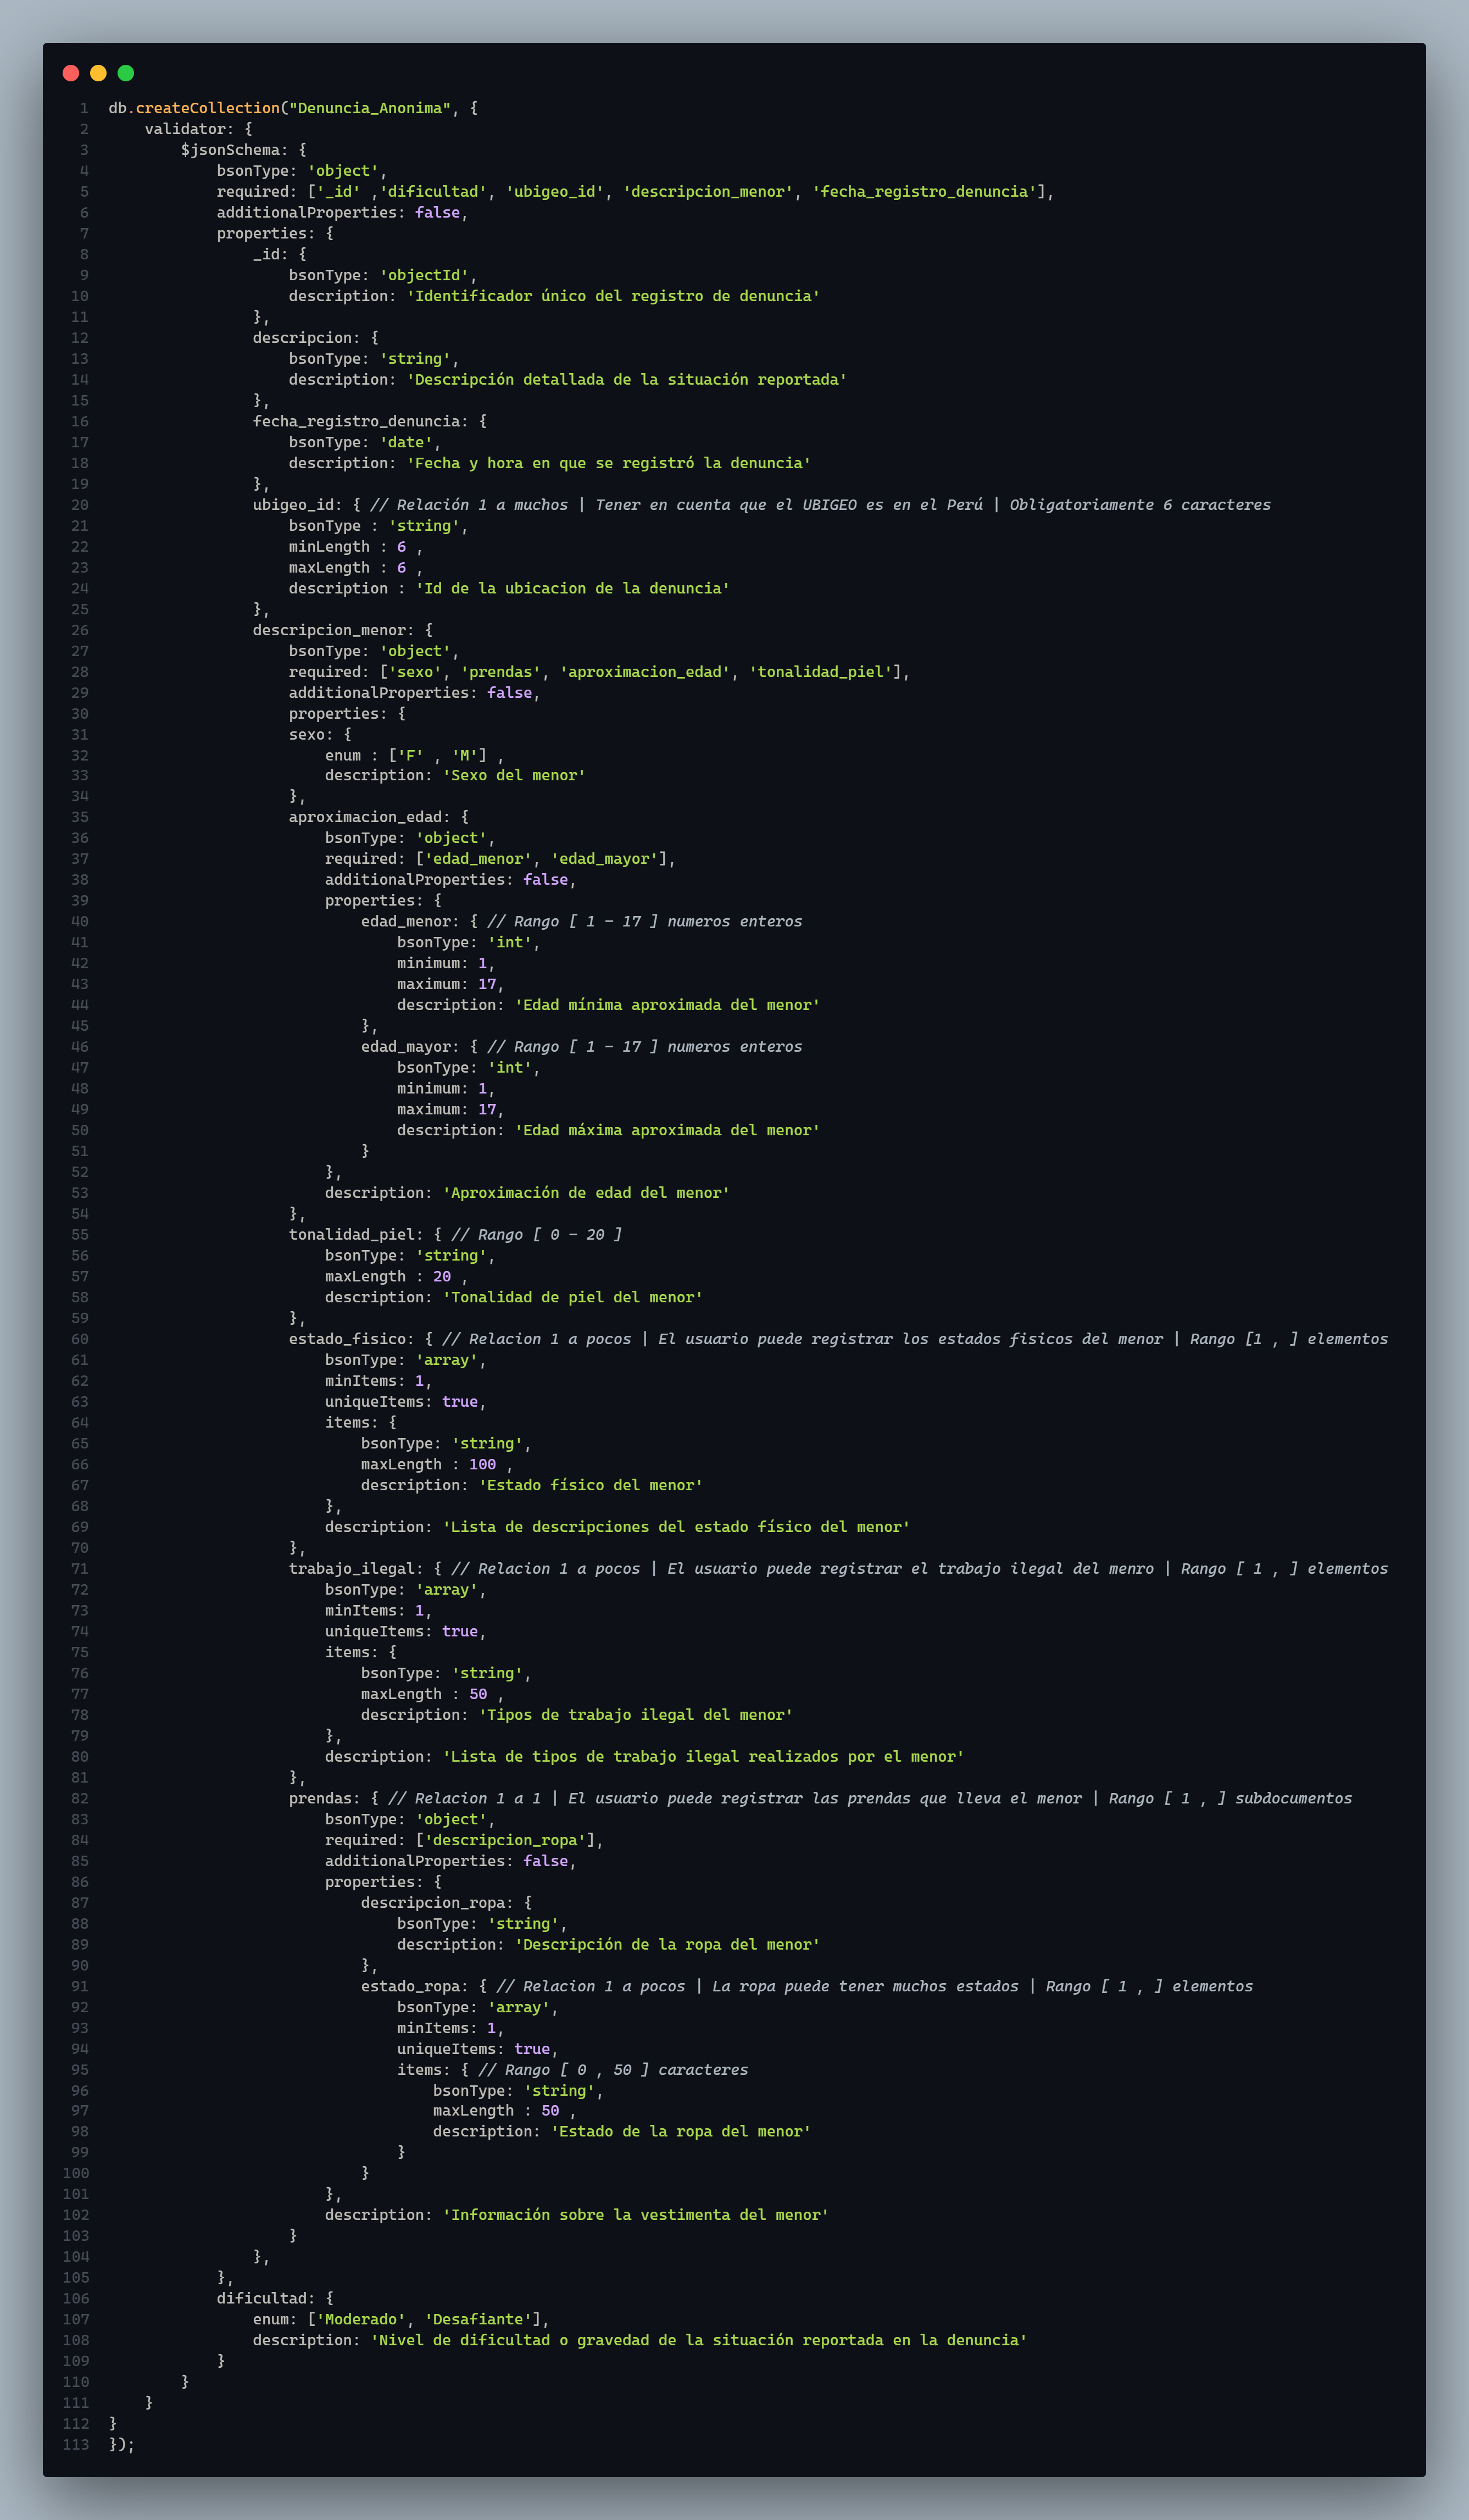 1 db.createCollection("Denuncia_Anonima", {
2     validator: {
3         $jsonSchema: {
4             bsonType: 'object',
5             required: ['_id' ,'dificultad', 'ubigeo_id', 'descripcion_menor', 'fecha_registro_denuncia'],
6             additionalProperties: false,
7             properties: {
8                 _id: {
9                     bsonType: 'objectId',
10                     description: 'Identificador único del registro de denuncia'
11                 },
12                 descripcion: {
13                     bsonType: 'string',
14                     description: 'Descripción detallada de la situación reportada'
15                 },
16                 fecha_registro_denuncia: {
17                     bsonType: 'date',
18                     description: 'Fecha y hora en que se registró la denuncia'
19                 },
20                 ubigeo_id: { // Relación 1 a muchos | Tener en cuenta que el UBIGEO es en el Perú | Obligatoriamente 6 caracteres
21                     bsonType : 'string',
22                     minLength : 6 ,
23                     maxLength : 6 ,
24                     description : 'Id de la ubicacion de la denuncia'
25                 },
26                 descripcion_menor: {
27                     bsonType: 'object',
28                     required: ['sexo', 'prendas', 'aproximacion_edad', 'tonalidad_piel'],
29                     additionalProperties: false,
30                     properties: {
31                     sexo: {
32                         enum : ['F' , 'M'] ,
33                         description: 'Sexo del menor'
34                     },
35                     aproximacion_edad: {
36                         bsonType: 'object',
37                         required: ['edad_menor', 'edad_mayor'],
38                         additionalProperties: false,
39                         properties: {
40                             edad_menor: { // Rango [ 1 - 17 ] numeros enteros
41                                 bsonType: 'int',
42                                 minimum: 1,
43                                 maximum: 17,
44                                 description: 'Edad mínima aproximada del menor'
45                             },
46                             edad_mayor: { // Rango [ 1 - 17 ] numeros enteros
47                                 bsonType: 'int',
48                                 minimum: 1,
49                                 maximum: 17,
50                                 description: 'Edad máxima aproximada del menor'
51                             }
52                         },
53                         description: 'Aproximación de edad del menor'
54                     },
55                     tonalidad_piel: { // Rango [ 0 - 20 ]
56                         bsonType: 'string',
57                         maxLength : 20 ,
58                         description: 'Tonalidad de piel del menor'
59                     },
60                     estado_fisico: { // Relacion 1 a pocos | El usuario puede registrar los estados fisicos del menor | Rango [1 , ] elementos
61                         bsonType: 'array',
62                         minItems: 1,
63                         uniqueItems: true,
64                         items: {
65                             bsonType: 'string',
66                             maxLength : 100 ,
67                             description: 'Estado físico del menor'
68                         },
69                         description: 'Lista de descripciones del estado físico del menor'
70                     },
71                     trabajo_ilegal: { // Relacion 1 a pocos | El usuario puede registrar el trabajo ilegal del menro | Rango [ 1 , ] elementos
72                         bsonType: 'array',
73                         minItems: 1,
74                         uniqueItems: true,
75                         items: {
76                             bsonType: 'string',
77                             maxLength : 50 ,
78                             description: 'Tipos de trabajo ilegal del menor'
79                         },
80                         description: 'Lista de tipos de trabajo ilegal realizados por el menor'
81                     },
82                     prendas: { // Relacion 1 a 1 | El usuario puede registrar las prendas que lleva el menor | Rango [ 1 , ] subdocumentos
83                         bsonType: 'object',
84                         required: ['descripcion_ropa'],
85                         additionalProperties: false,
86                         properties: {
87                             descripcion_ropa: {
88                                 bsonType: 'string',
89                                 description: 'Descripción de la ropa del menor'
90                             },
91                             estado_ropa: { // Relacion 1 a pocos | La ropa puede tener muchos estados | Rango [ 1 , ] elementos
92                                 bsonType: 'array',
93                                 minItems: 1,
94                                 uniqueItems: true,
95                                 items: { // Rango [ 0 , 50 ] caracteres
96                                     bsonType: 'string',
97                                     maxLength : 50 ,
98                                     description: 'Estado de la ropa del menor'
99                                 }
100                             }
101                         },
102                         description: 'Información sobre la vestimenta del menor'
103                     }
104                 },
105             },
106             dificultad: {
107                 enum: ['Moderado', 'Desafiante'],
108                 description: 'Nivel de dificultad o gravedad de la situación reportada en la denuncia'
109             }
110         }
111     }
112 }
113 });